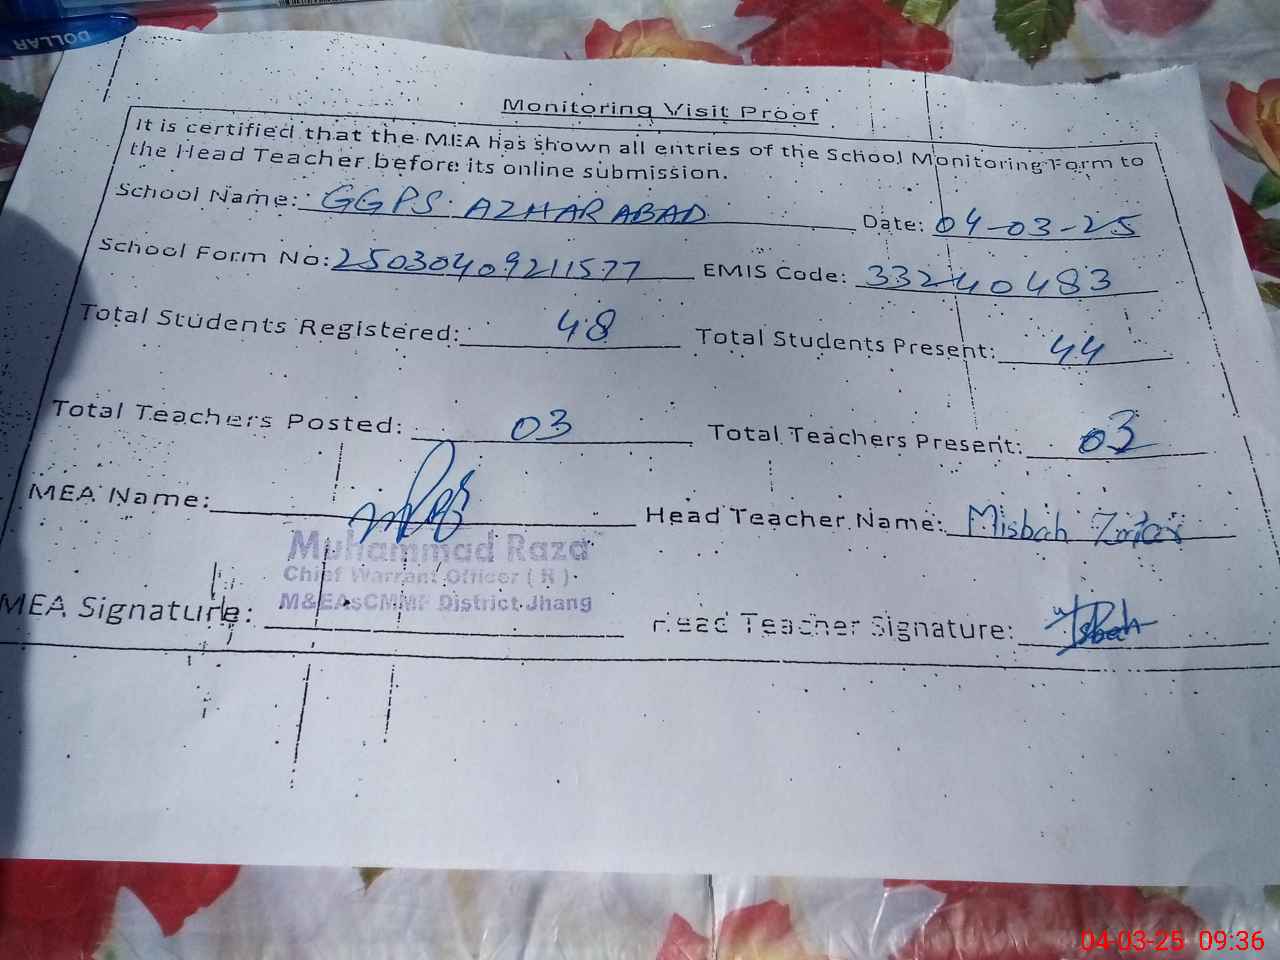 DOLLAR
Monitoring Visit Proof
It is certified that the MEA has shown all entries of the School Monitoring Form to
the Head Teacher before its online submission.
School Name: GGPS AZHAR ABAD Date: 04-03-25
School Form No: 25030409211577 EMIS Code: 33240483
Total Students Registered: 48 Total Students Present: 44
Total Teachers Posted: 03 Total Teachers Present: 03
MEA Name: Head Teacher Name: Misbah
Muhammad Raza
Chief Warrant Officer ( R )
M&EAsCMMF District Jhang
MEA Signature: Head Teacher Signature:
04-03-25 09:36